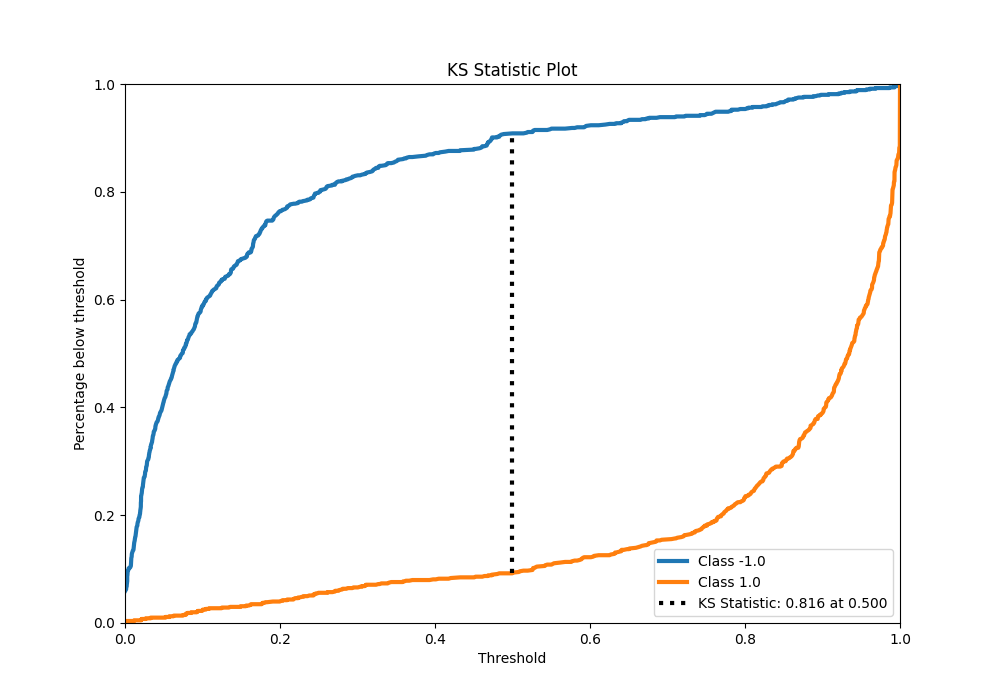 KS Statistic Plot
1.0
0.8
0.6
0.4
0.2
0.0
Percentage below threshold
0.0 0.2 0.4 0.6 0.8 1.0
Threshold
Class -1.0
Class 1.0
KS Statistic: 0.816 at 0.500